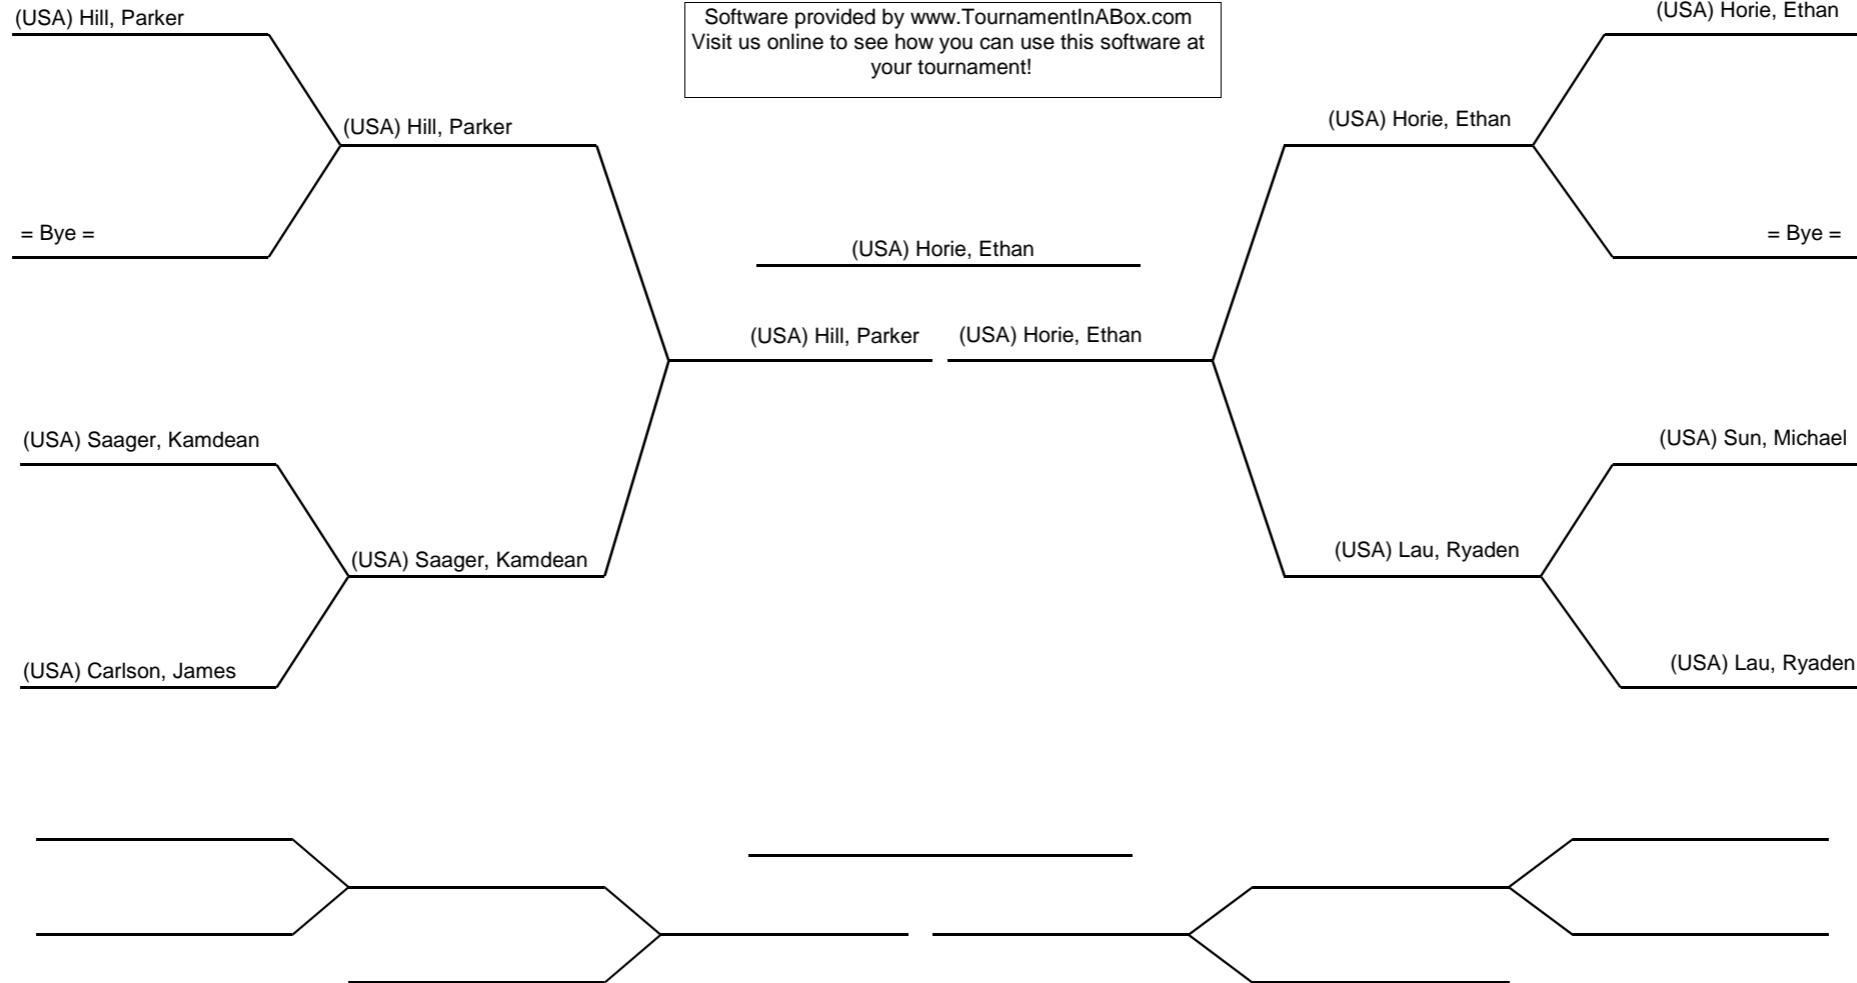 (USA) Hill, Parker
Software provided by www.TournamentInABox.com
Visit us online to see how you can use this software at
your tournament!
(USA) Horie, Ethan
(USA) Hill, Parker
(USA) Horie, Ethan
= Bye =
(USA) Horie, Ethan
= Bye =
(USA) Hill, Parker
(USA) Horie, Ethan
(USA) Saager, Kamdean
(USA) Sun, Michael
(USA) Saager, Kamdean
(USA) Lau, Ryaden
(USA) Carlson, James
(USA) Lau, Ryaden